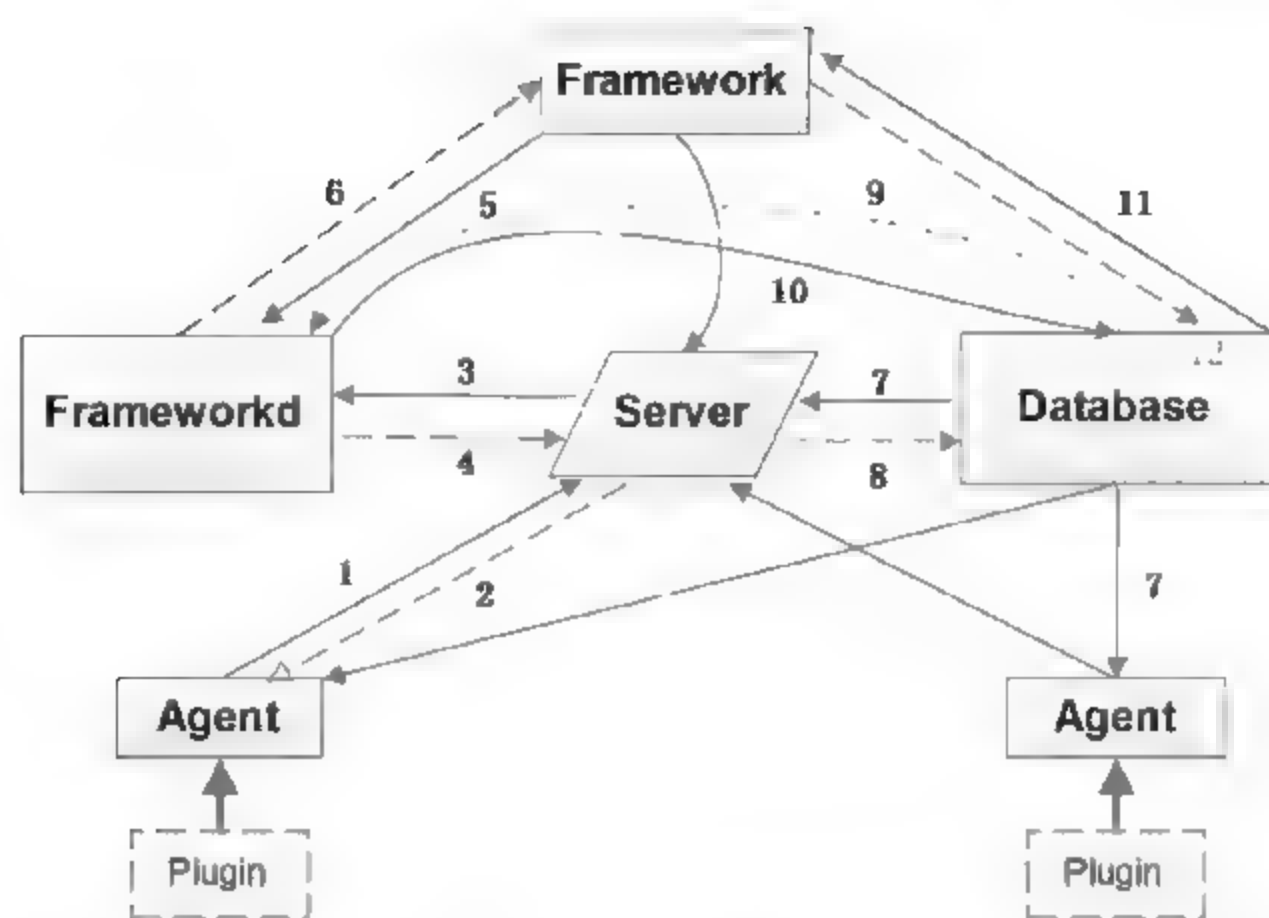 Framework
6
5
9
11
10
3
7
Frameworkd
Server
Database
4
8
1
2
7
Agent
Agent
Plugin
Plugin